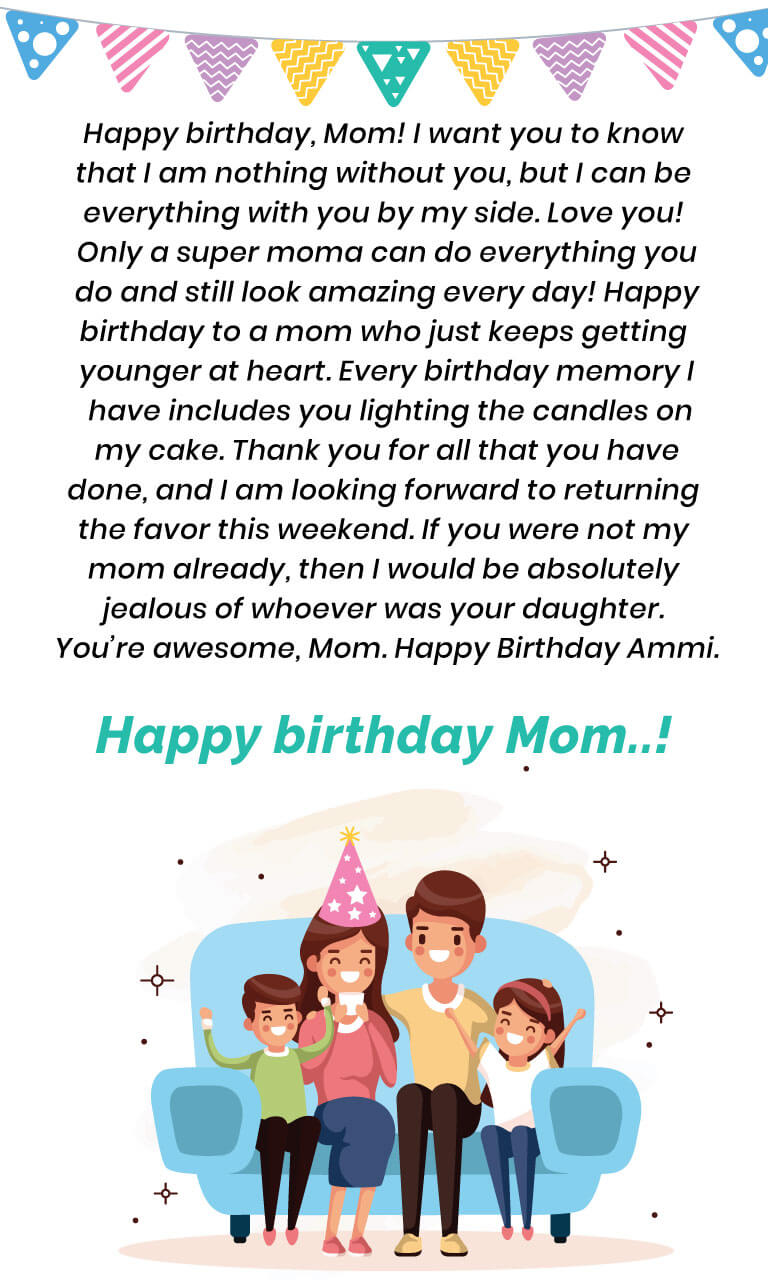 Happy birthday, Mom! I want you to know
that I am nothing without you, but I can be
everything with you by my side. Love you!
Only a super moma can do everything you
do and still look amazing every day! Happy
birthday to a mom who just keeps getting
younger at heart. Every birthday memory I
have includes you lighting the candles on
my cake. Thank you for all that you have
done, and I am looking forward to returning
the favor this weekend. If you were not my
mom already, then I would be absolutely
jealous of whoever was your daughter.
You’re awesome, Mom. Happy Birthday Ammi.
Happy birthday Mom..!